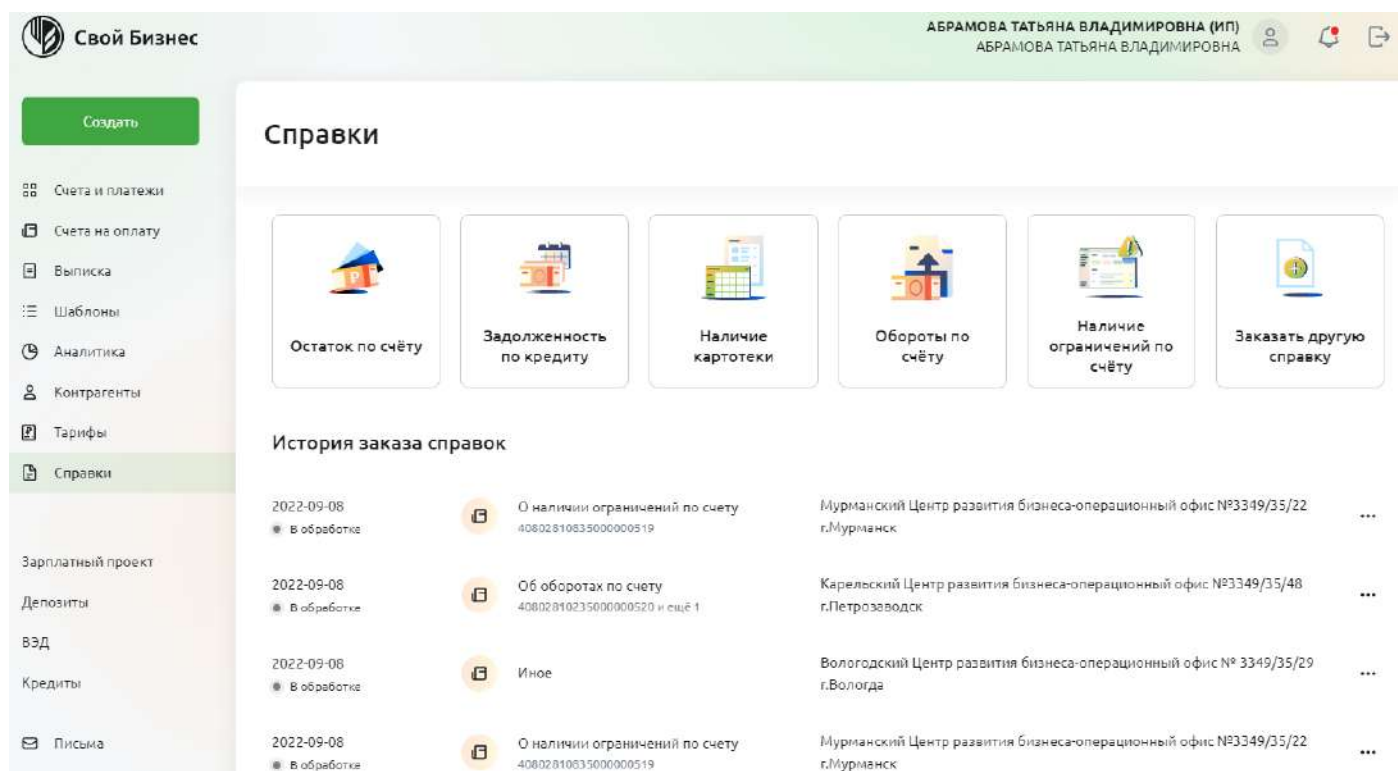 Свой Бизнес
АБРАМОВА ТАТЬЯНА ВЛАДИМИРОВНА (ИП)
АБРАМОВА ТАТЬЯНА ВЛАДИМИРОВНА
Создать
Счета и платежи
Счета на оплату
Выписка
Шаблоны
Аналитика
Контрагенты
Тарифы
Справки
Зарплатный проект
Депозиты
ВЭД
Кредиты
Письма
Справки
Остаток по счёту
Задолженность
по кредиту
Наличие
картотеки
Обороты по
счёту
Наличие
ограничений по
счёту
Заказать другую
справку
История заказа справок
2022-09-08
В обработке
О наличии ограничений по счету
40802810835000000519
Мурманский Центр развития бизнеса-операционный офис №3349/35/22
г.Мурманск
2022-09-08
В обработке
Об оборотах по счету
40802810235000000520 и ещё 1
Карельский Центр развития бизнеса-операционный офис №3349/35/48
г.Петрозаводск
2022-09-08
В обработке
Иное
Вологодский Центр развития бизнеса-операционный офис № 3349/35/29
г.Вологда
2022-09-08
В обработке
О наличии ограничений по счету
40802810835000000519
Мурманский Центр развития бизнеса-операционный офис №3349/35/22
г.Мурманск